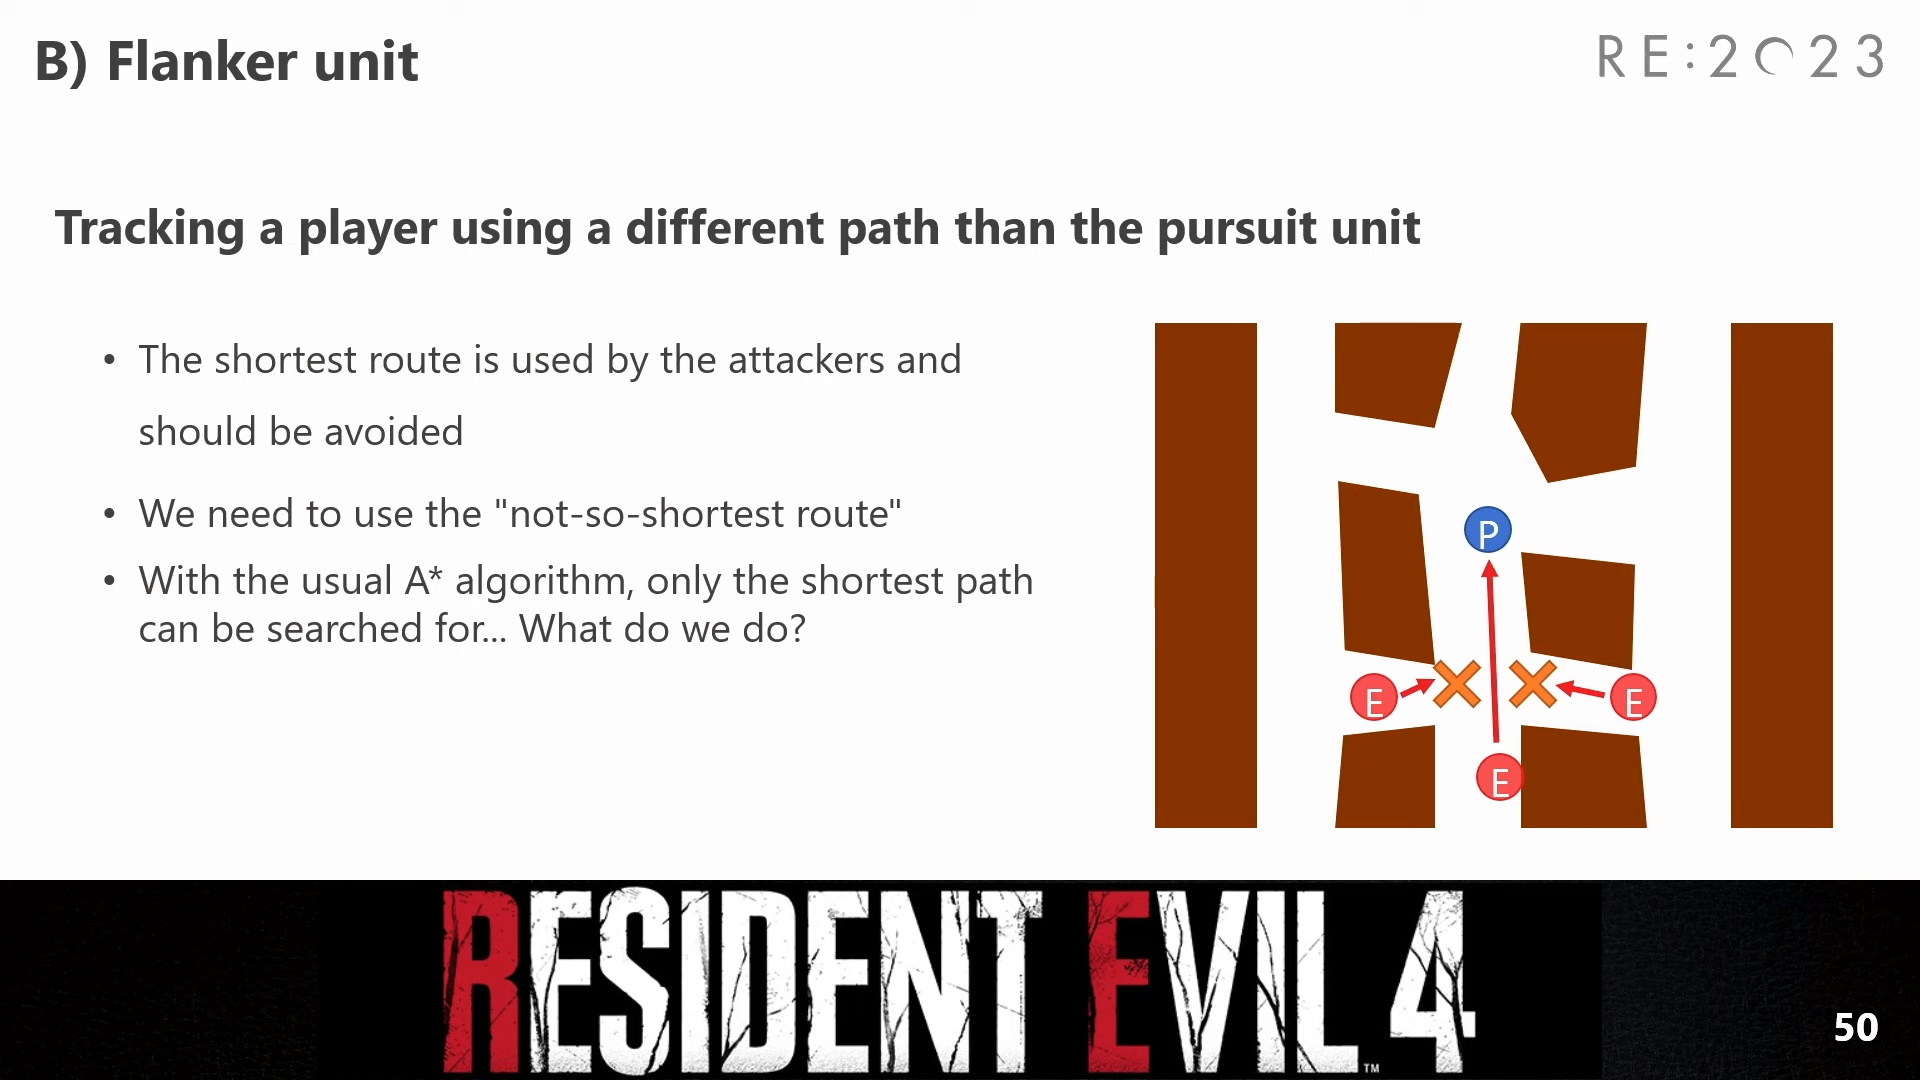 B) Flanker unit
RE:2023
Tracking a player using a different path than the pursuit unit
• The shortest route is used by the attackers and
should be avoided
• We need to use the "not-so-shortest route"
• With the usual A* algorithm, only the shortest path
can be searched for... What do we do?
P
E
E
E
RESIDENT EVIL 4™
50